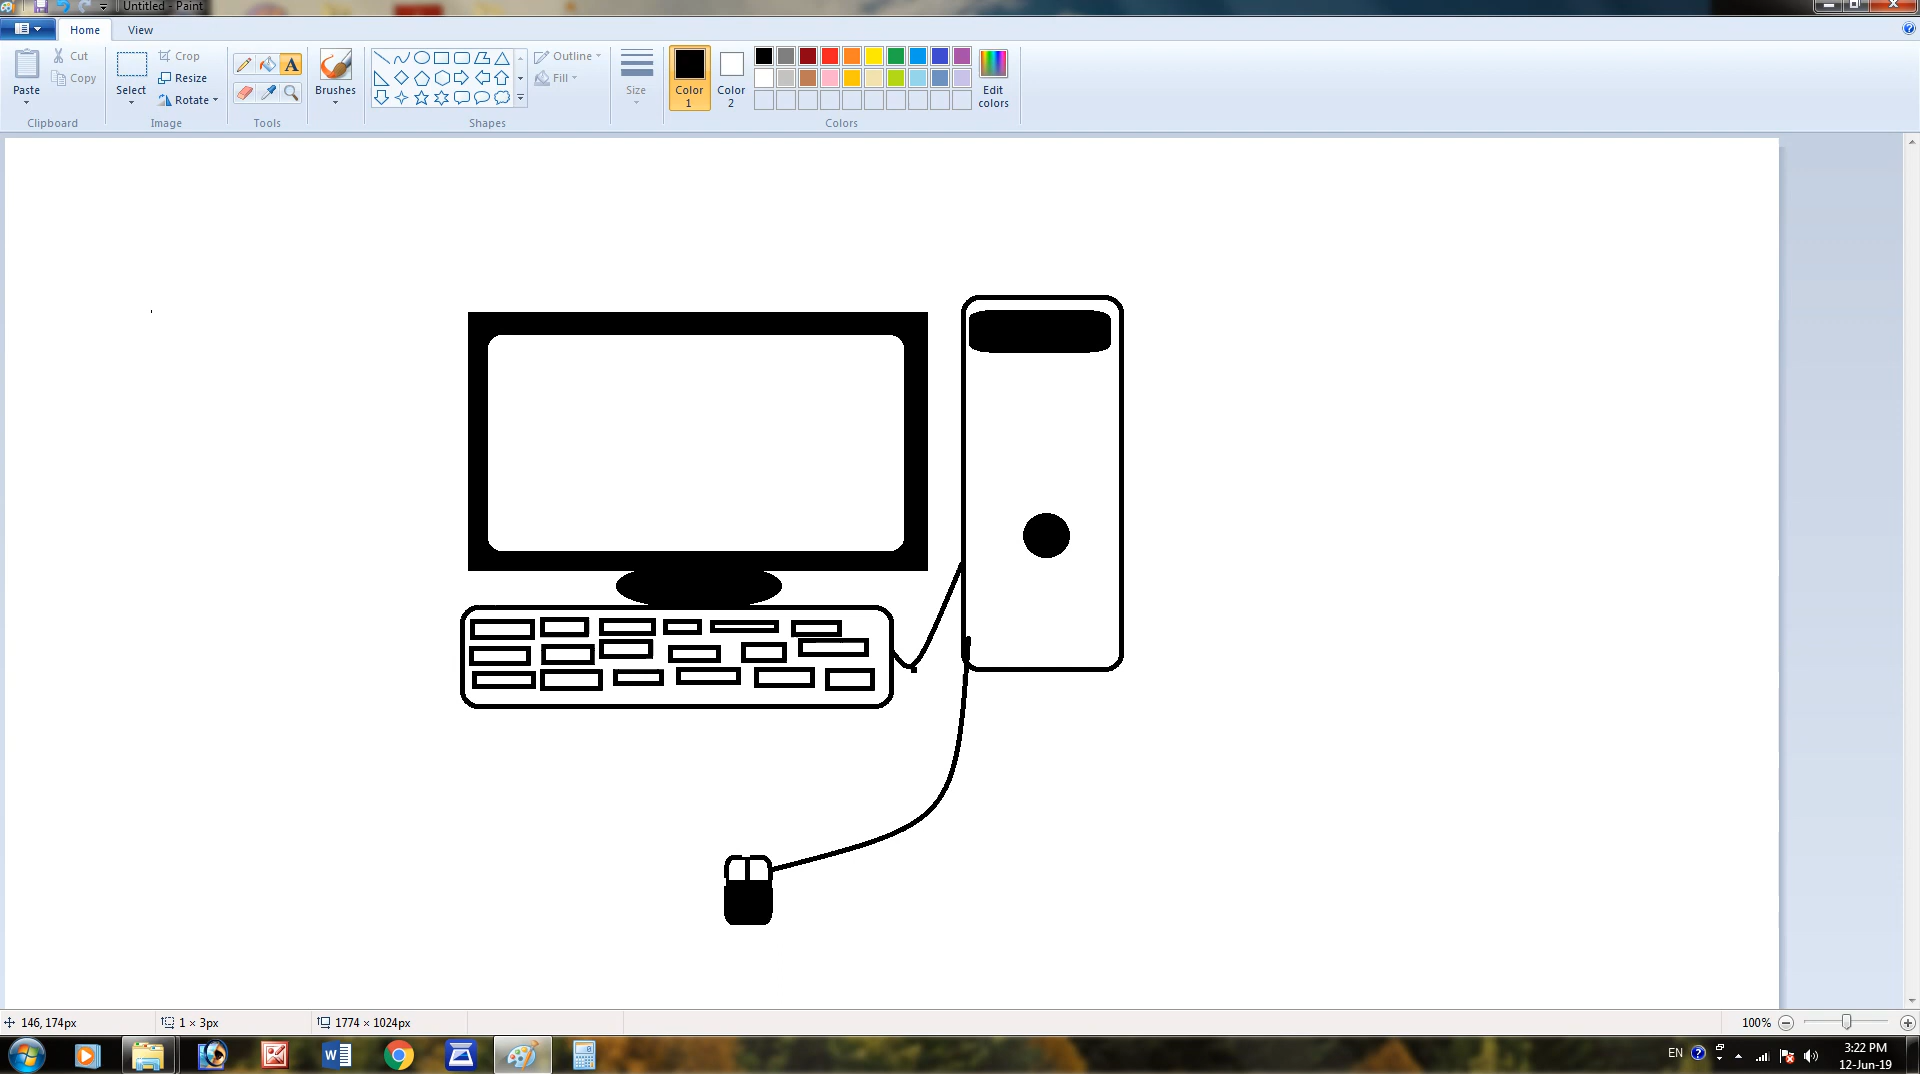 Untitled - Paint
Home View
Cut
Copy
Paste
Clipboard
Select
Crop
Resize
Rotate
Image
A
Tools
Brushes
Outline
Fill
Shapes
Size
Color 1
Color 2
Edit colors
Colors
146, 174px
1 × 3px
1774 × 1024px
100%
W
EN
3:22 PM
12-Jun-19